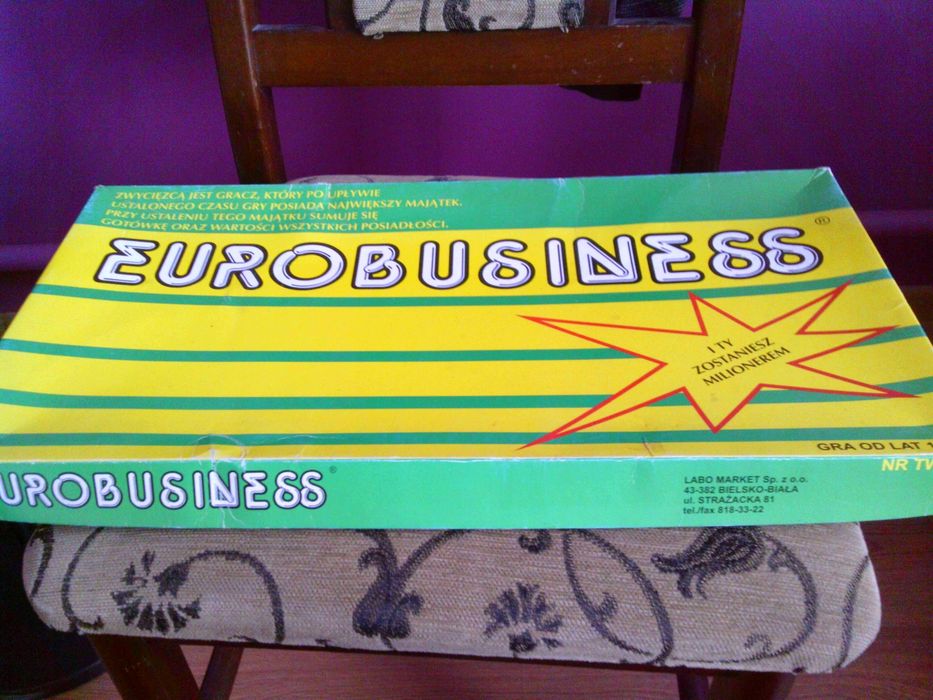 ZWYCIĘZCĄ JEST GRACZ, KTÓRY PO UPŁYWIE
USTALONEGO CZASU GRY POSIADA NAJWIĘKSZY MAJĄTEK.
PRZY USTALENIU TEGO MAJĄTKU SUMUJE SIĘ
GOTÓWKĘ ORAZ WARTOŚCI WSZYSTKICH POSIADŁOŚCI.
EUROBUSINESS®
I TY
ZOSTANIESZ
MILIONEREM
GRA OD LAT
NR
UROBUSINESS®
LABO MARKET Sp. z o.o.
43-382 BIELSKO-BIAŁA
ul. STRAŻACKA 81
tel./fax 818-33-22